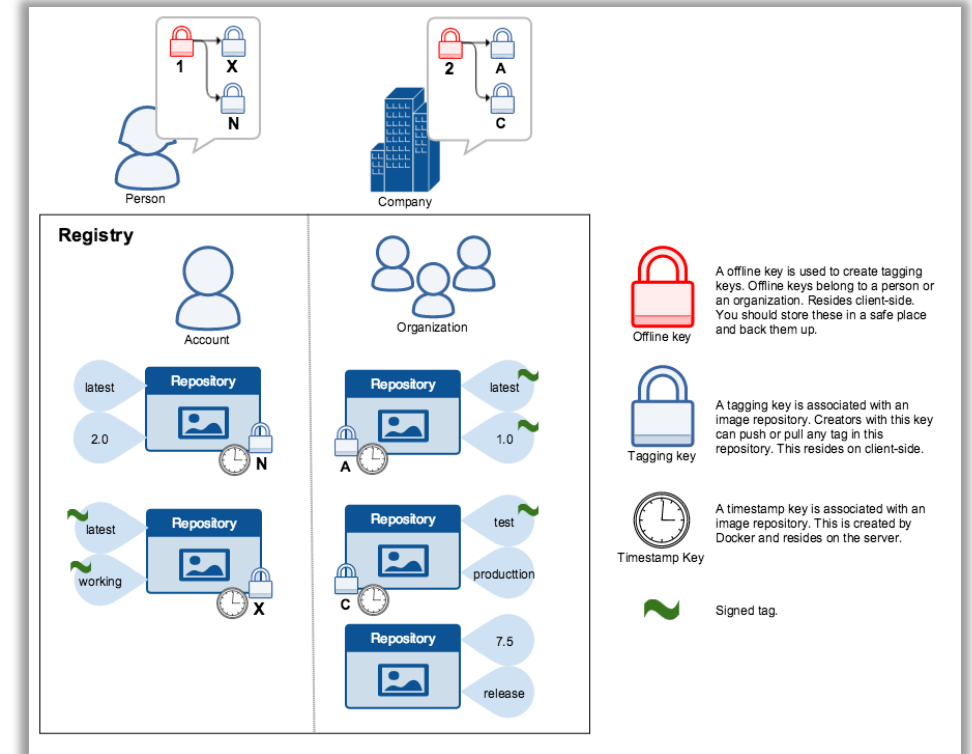 1
X
N
2
A
C
Person
Company
Registry
Account
Organization
latest
Repository
2.0
N
Repository
latest
1.0
A
latest
Repository
working
X
Repository
test
producttion
C
Repository
7.5
release
A offline key is used to create tagging
keys. Offline keys belong to a person or
an organization. Resides client-side.
You should store these in a safe place
and back them up.
Offline key
A tagging key is associated with an
image repository. Creators with this key
can push or pull any tag in this
repository. This resides on client-side.
Tagging key
A timestamp key is associated with an
image repository. This is created by
Docker and resides on the server.
Timestamp Key
Signed tag.